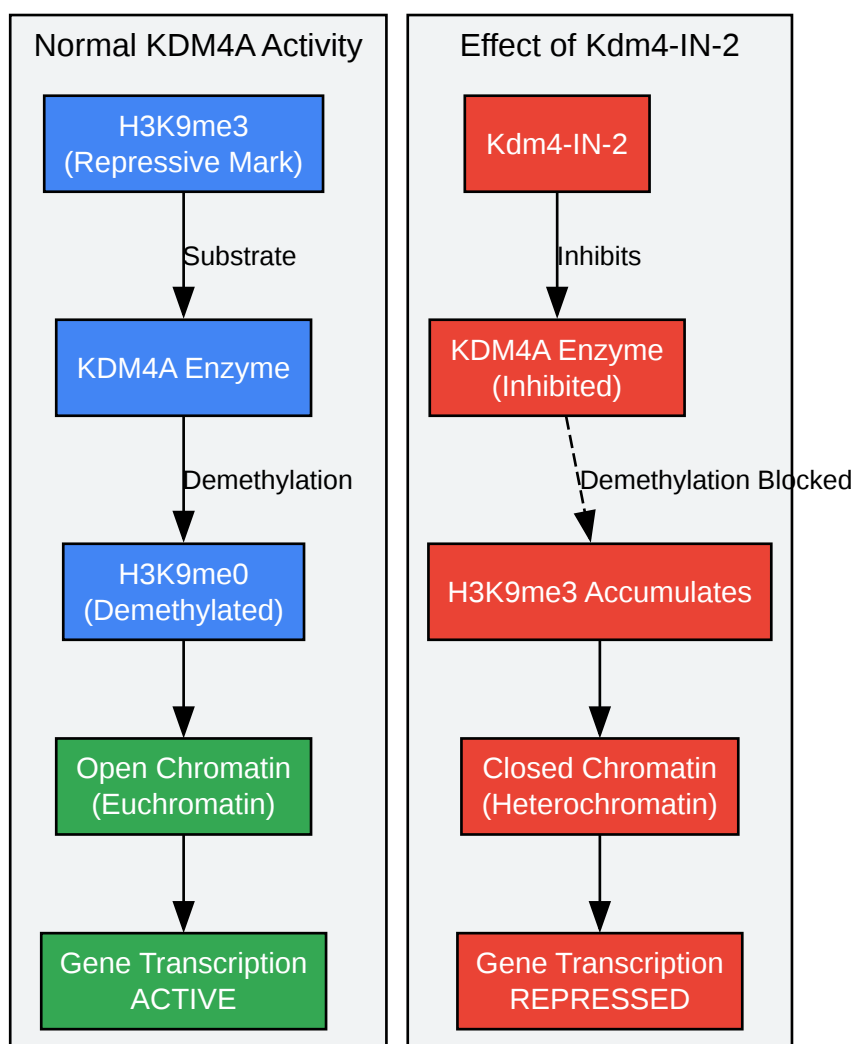 Normal KDM4A Activity
H3K9me3
(Repressive Mark)
Substrate
KDM4A Enzyme
Demethylation
H3K9me0
(Demethylated)
Open Chromatin
(Euchromatin)
Gene Transcription
ACTIVE
Effect of Kdm4-IN-2
Kdm4-IN-2
Inhibits
KDM4A Enzyme
(Inhibited)
Demethylation Blocked
H3K9me3 Accumulates
Closed Chromatin
(Heterochromatin)
Gene Transcription
REPRESSED